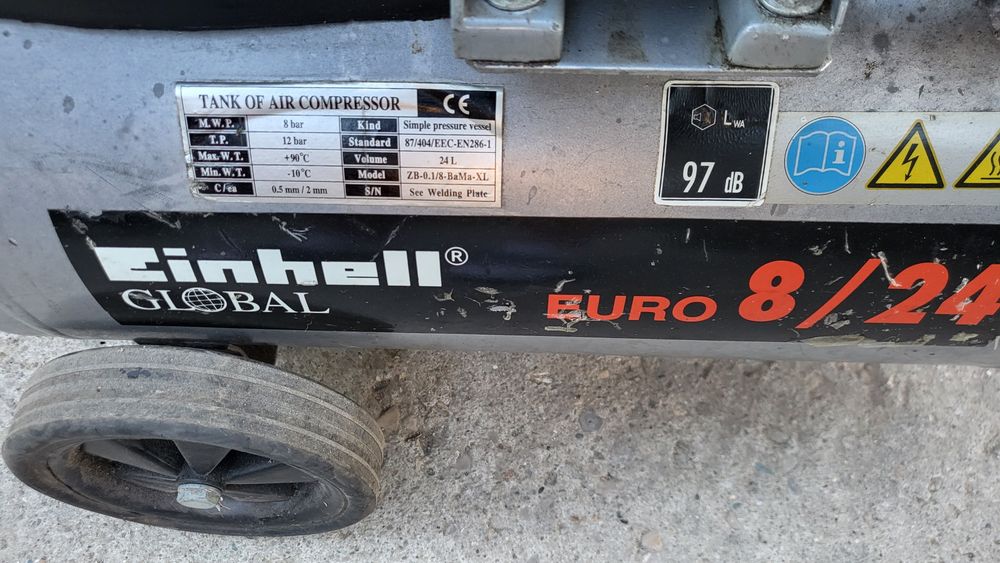 TANK OF AIR COMPRESSOR CE
M.W.P. 8 bar Kind Simple pressure vessel
T.P. 12 bar Standard 87/404/EEC-EN286-1
Max.W.T. +90°C Volume 24 L
Min.W.T. -10°C Model ZB-0.1/8-BaMa-XL
C/ea 0.5 mm / 2 mm S/N See Welding Plate
LWA
97 dB
i
Einhell®
GLOBAL
EURO 8/24